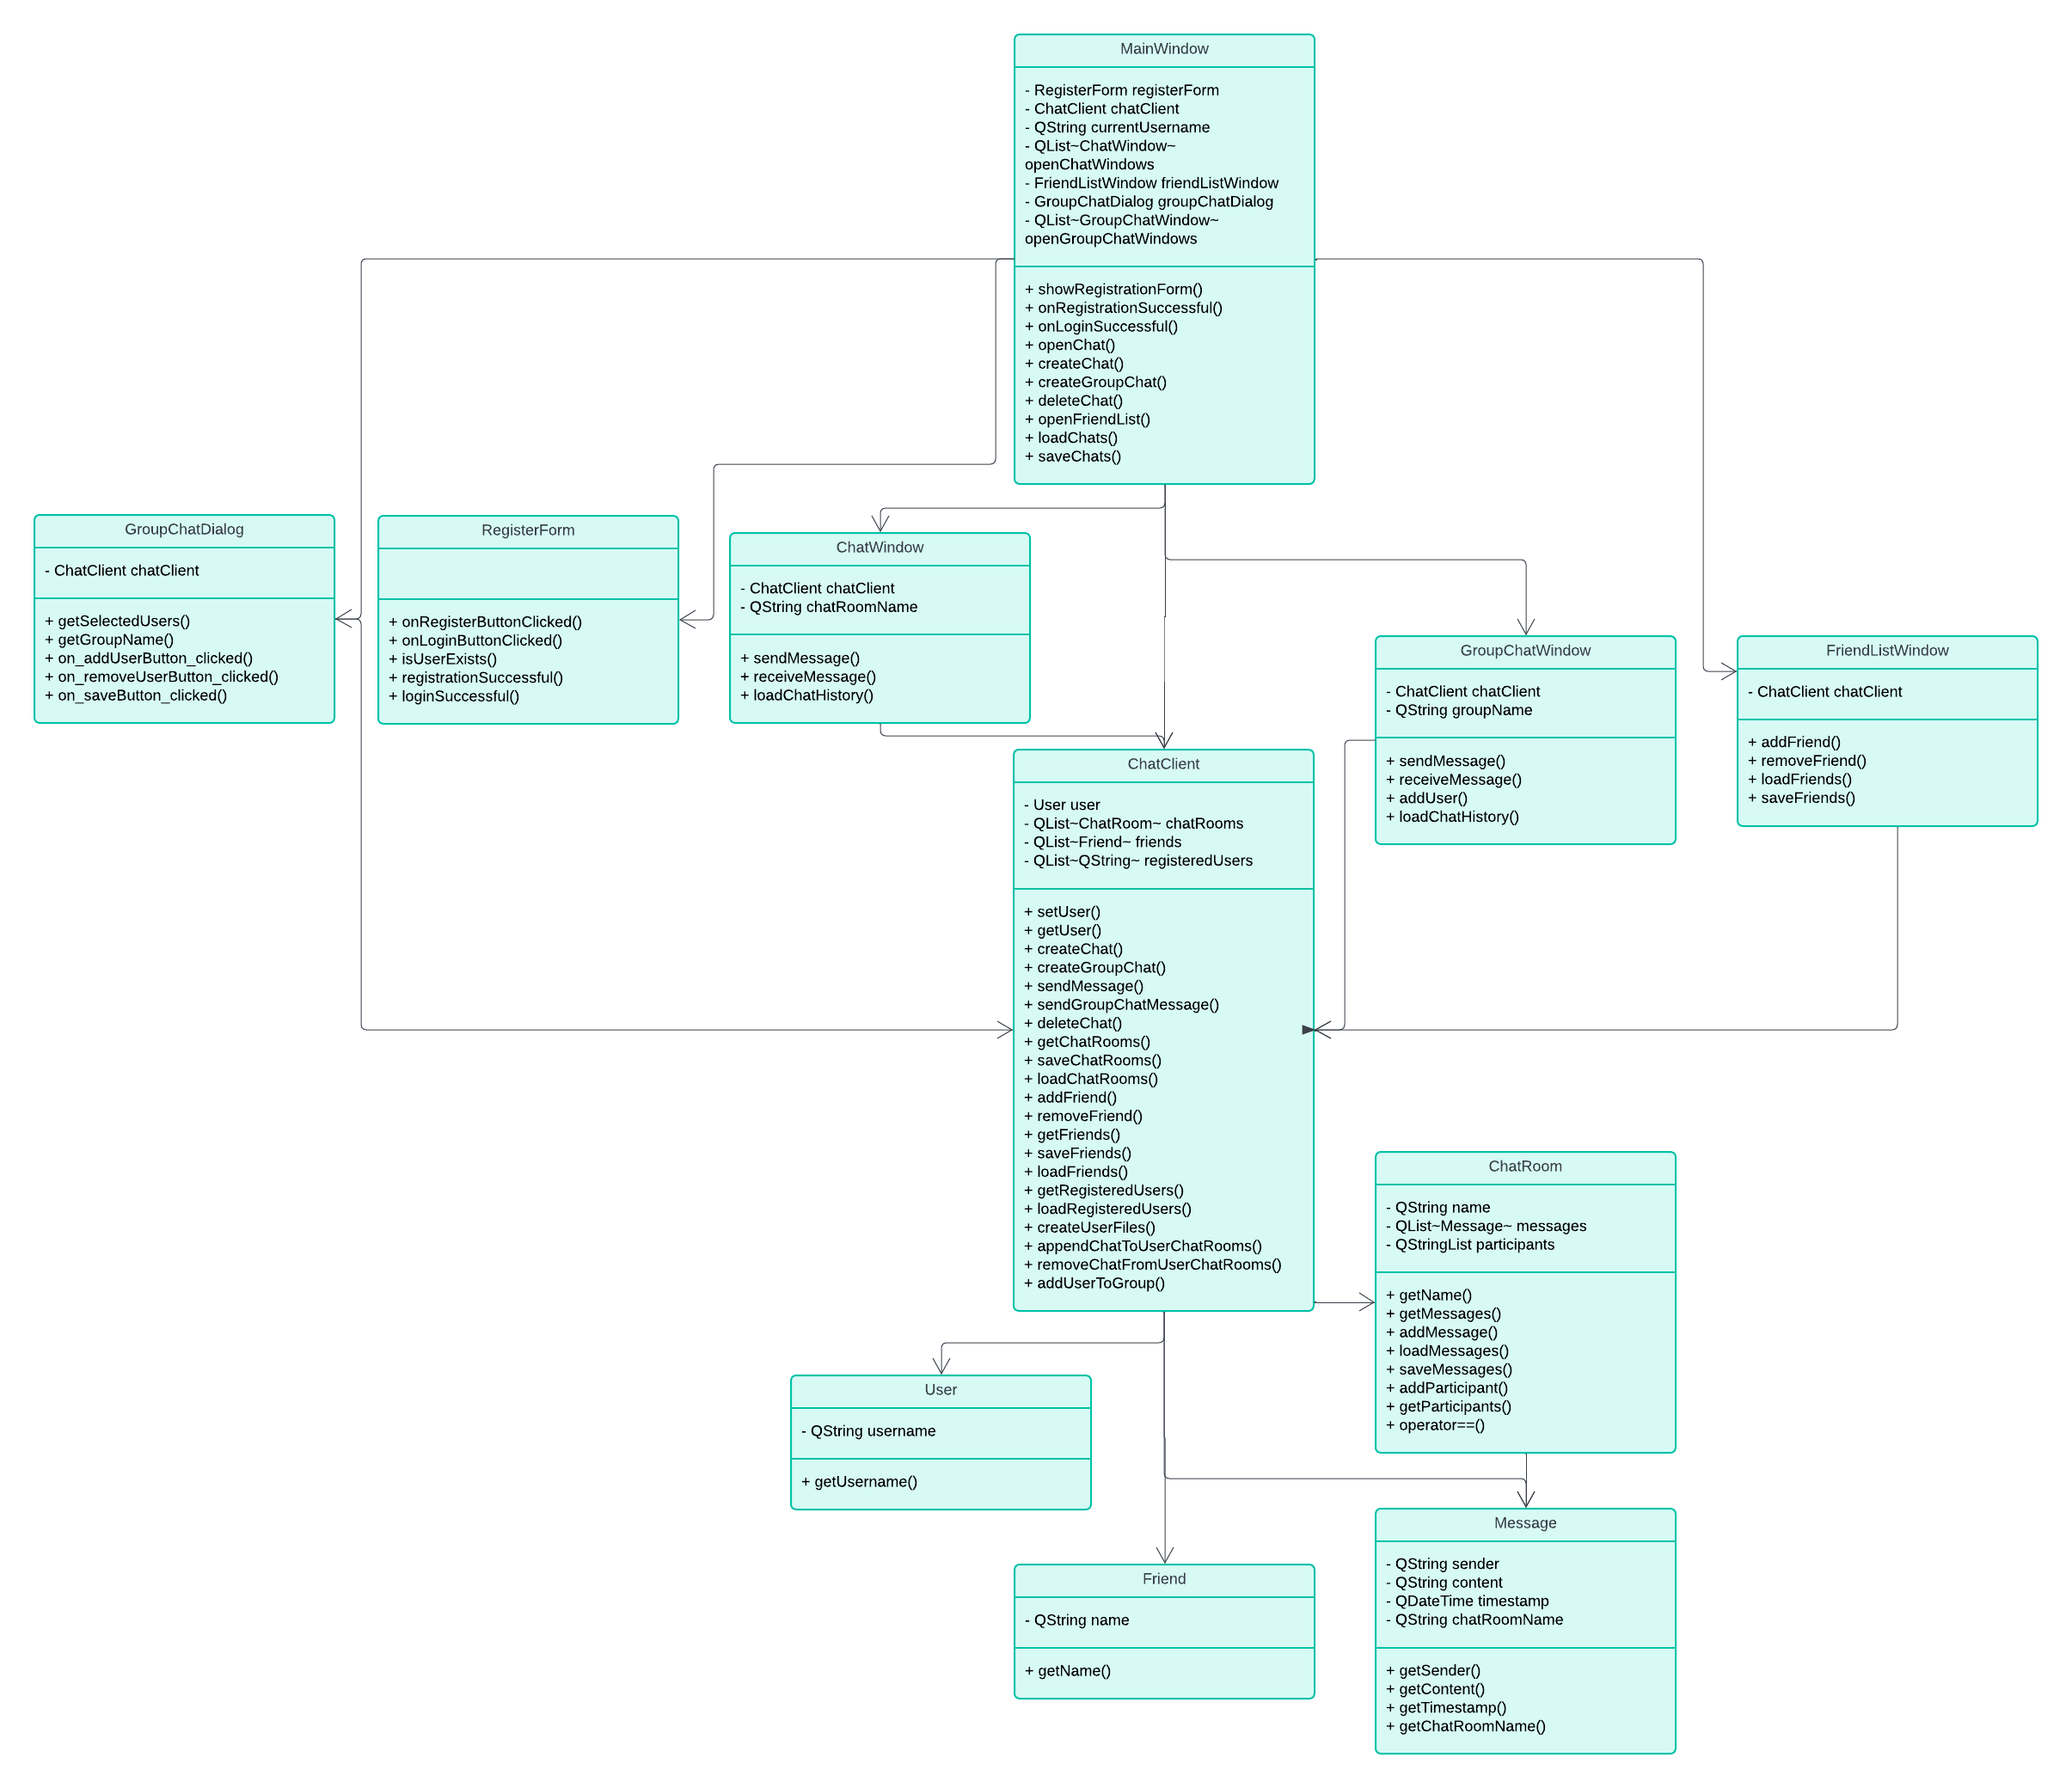 MainWindow
- RegisterForm registerForm
- ChatClient chatClient
- QString currentUsername
- QList~ChatWindow~
openChatWindows
- FriendListWindow friendListWindow
- GroupChatDialog groupChatDialog
- QList~GroupChatWindow~
openGroupChatWindows
+ showRegistrationForm()
+ onRegistrationSuccessful()
+ onLoginSuccessful()
+ openChat()
+ createChat()
+ createGroupChat()
+ deleteChat()
+ openFriendList()
+ loadChats()
+ saveChats()
GroupChatDialog
- ChatClient chatClient
+ getSelectedUsers()
+ getGroupName()
+ on_addUserButton_clicked()
+ on_removeUserButton_clicked()
+ on_saveButton_clicked()
RegisterForm
+ onRegisterButtonClicked()
+ onLoginButtonClicked()
+ isUserExists()
+ registrationSuccessful()
+ loginSuccessful()
ChatWindow
- ChatClient chatClient
- QString chatRoomName
+ sendMessage()
+ receiveMessage()
+ loadChatHistory()
GroupChatWindow
- ChatClient chatClient
- QString groupName
+ sendMessage()
+ receiveMessage()
+ addUser()
+ loadChatHistory()
FriendListWindow
- ChatClient chatClient
+ addFriend()
+ removeFriend()
+ loadFriends()
+ saveFriends()
ChatClient
- User user
- QList~ChatRoom~ chatRooms
- QList~Friend~ friends
- QList~QString~ registeredUsers
+ setUser()
+ getUser()
+ createChat()
+ createGroupChat()
+ sendMessage()
+ sendGroupChatMessage()
+ deleteChat()
+ getChatRooms()
+ saveChatRooms()
+ loadChatRooms()
+ addFriend()
+ removeFriend()
+ getFriends()
+ saveFriends()
+ loadFriends()
+ getRegisteredUsers()
+ loadRegisteredUsers()
+ createUserFiles()
+ appendChatToUserChatRooms()
+ removeChatFromUserChatRooms()
+ addUserToGroup()
ChatRoom
- QString name
- QList~Message~ messages
- QStringList participants
+ getName()
+ getMessages()
+ addMessage()
+ loadMessages()
+ saveMessages()
+ addParticipant()
+ getParticipants()
+ operator==()
User
- QString username
+ getUsername()
Friend
- QString name
+ getName()
Message
- QString sender
- QString content
- QDateTime timestamp
- QString chatRoomName
+ getSender()
+ getContent()
+ getTimestamp()
+ getChatRoomName()